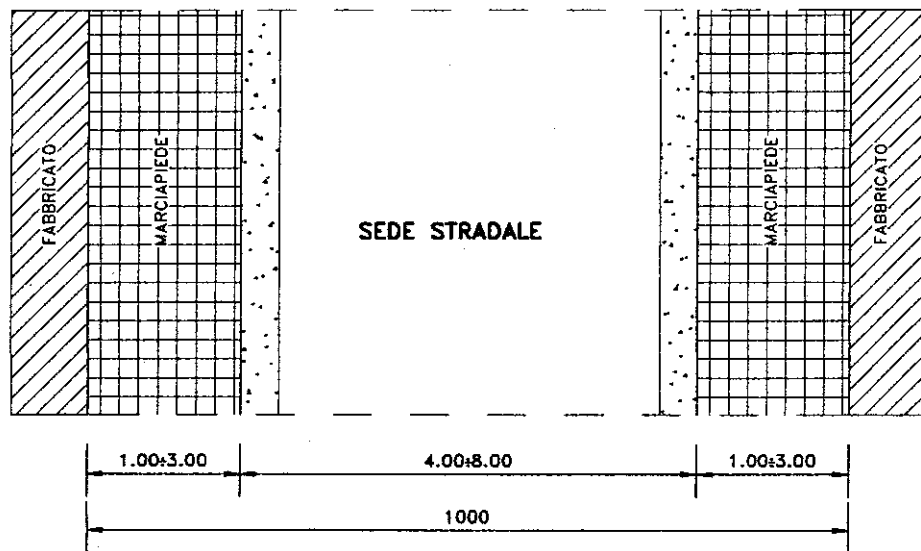 FABBRICATO
MARCIAPIEDE
SEDE STRADALE
MARCIAPIEDE
FABBRICATO
1.00÷3.00
4.00÷8.00
1.00÷3.00
1000